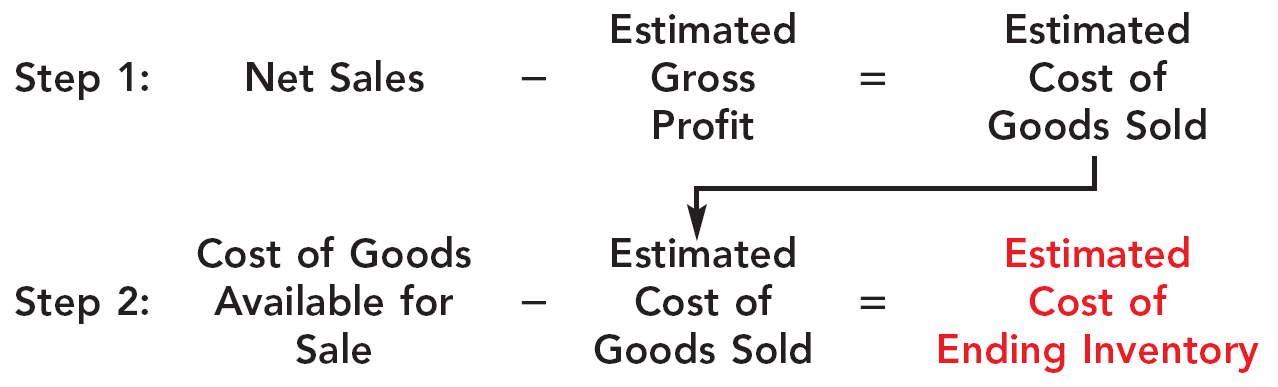 Step 1: Net Sales − Estimated Gross Profit = Estimated Cost of Goods Sold
Step 2: Cost of Goods Available for Sale − Estimated Cost of Goods Sold = Estimated Cost of Ending Inventory